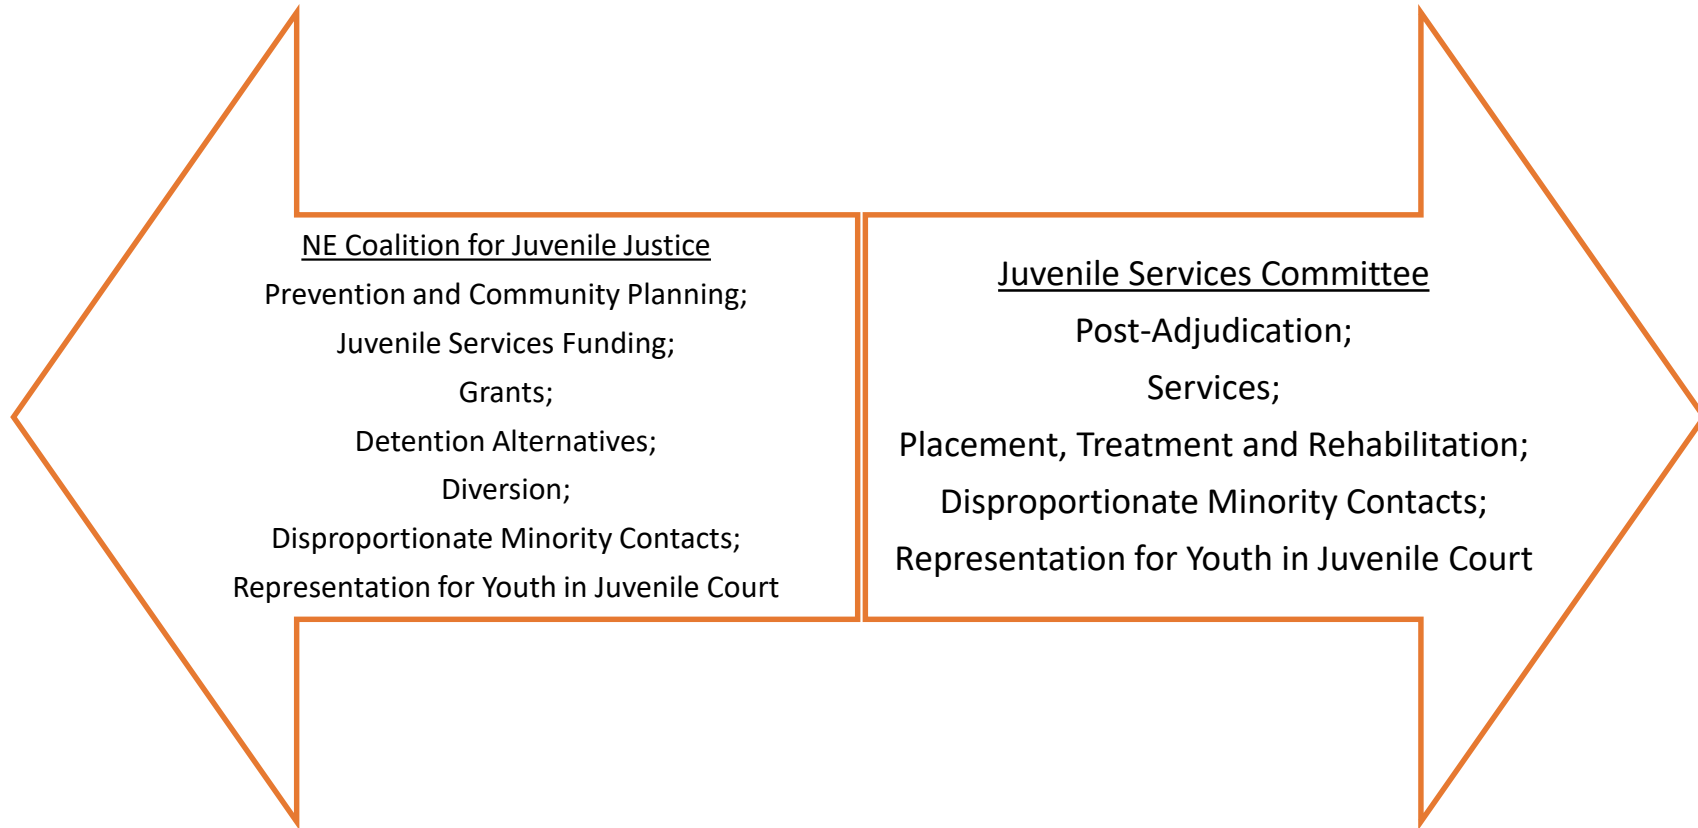 NE Coalition for Juvenile Justice
Prevention and Community Planning;
Juvenile Services Funding;
Grants;
Detention Alternatives;
Diversion;
Disproportionate Minority Contacts;
Representation for Youth in Juvenile Court
Juvenile Services Committee
Post-Adjudication;
Services;
Placement, Treatment and Rehabilitation;
Disproportionate Minority Contacts;
Representation for Youth in Juvenile Court